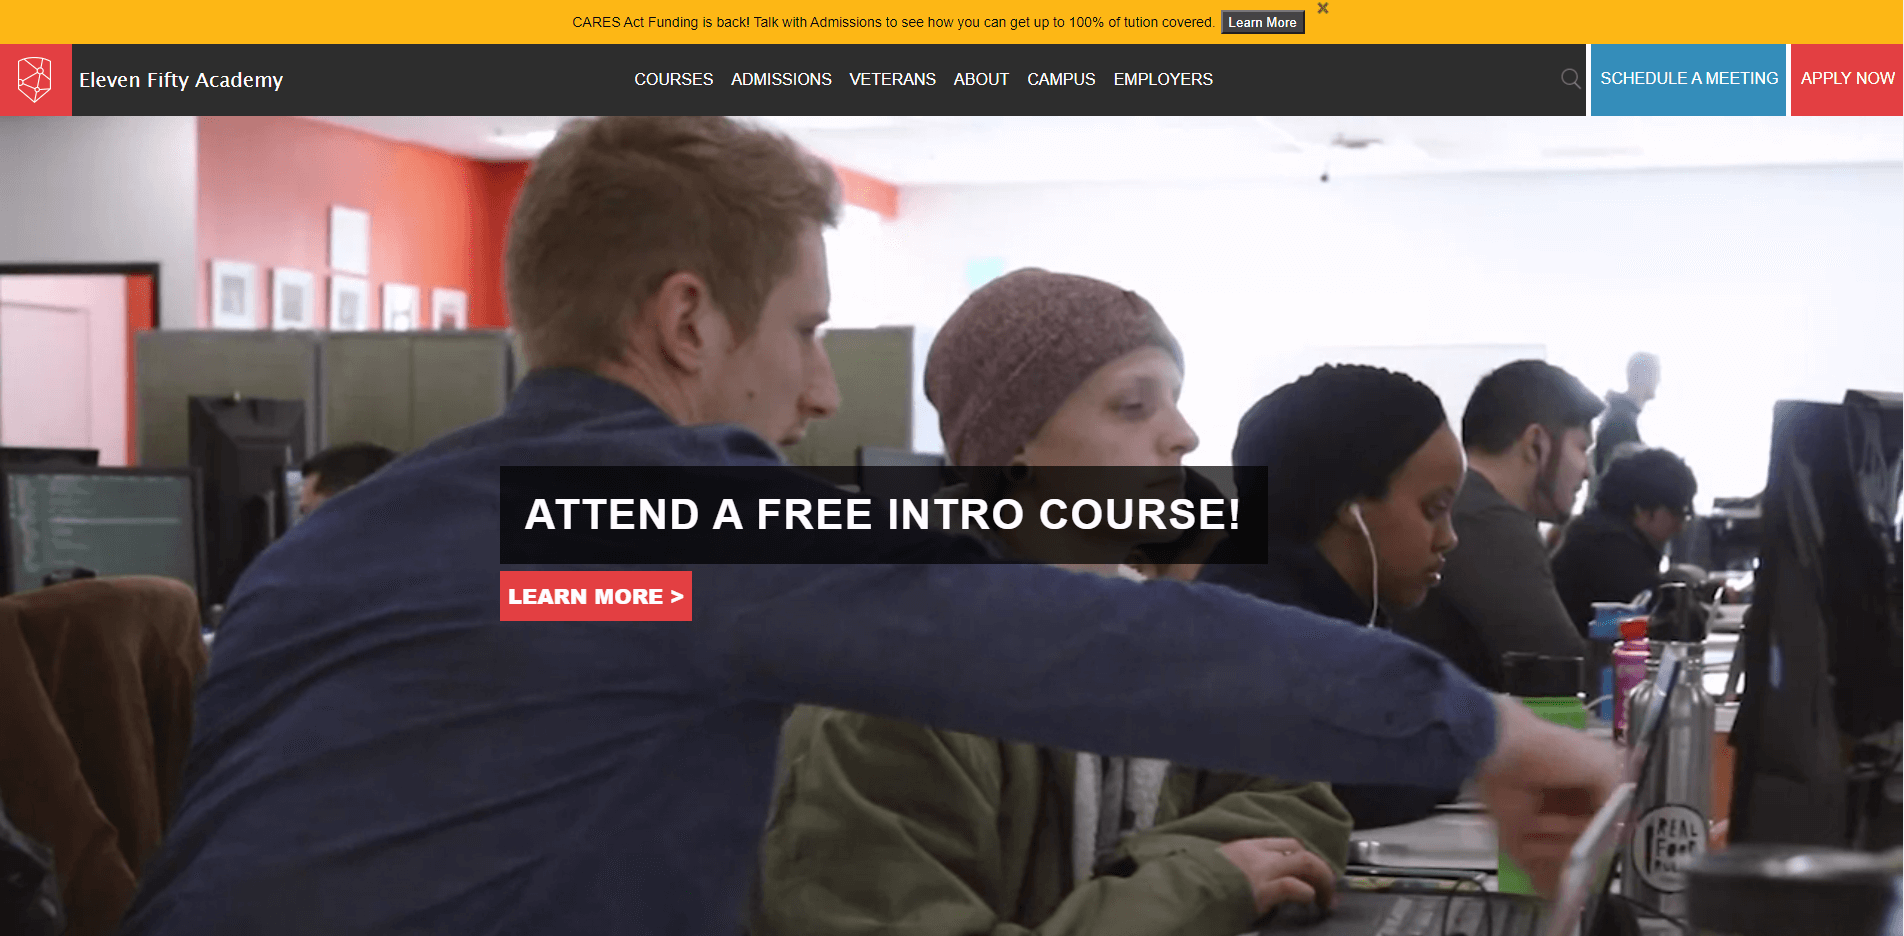 CARES Act Funding is back! Talk with Admissions to see how you can get up to 100% of tution covered. Learn More
Eleven Fifty Academy
COURSES ADMISSIONS VETERANS ABOUT CAMPUS EMPLOYERS
SCHEDULE A MEETING
APPLY NOW
ATTEND A FREE INTRO COURSE!
LEARN MORE >
REAL
FOOD